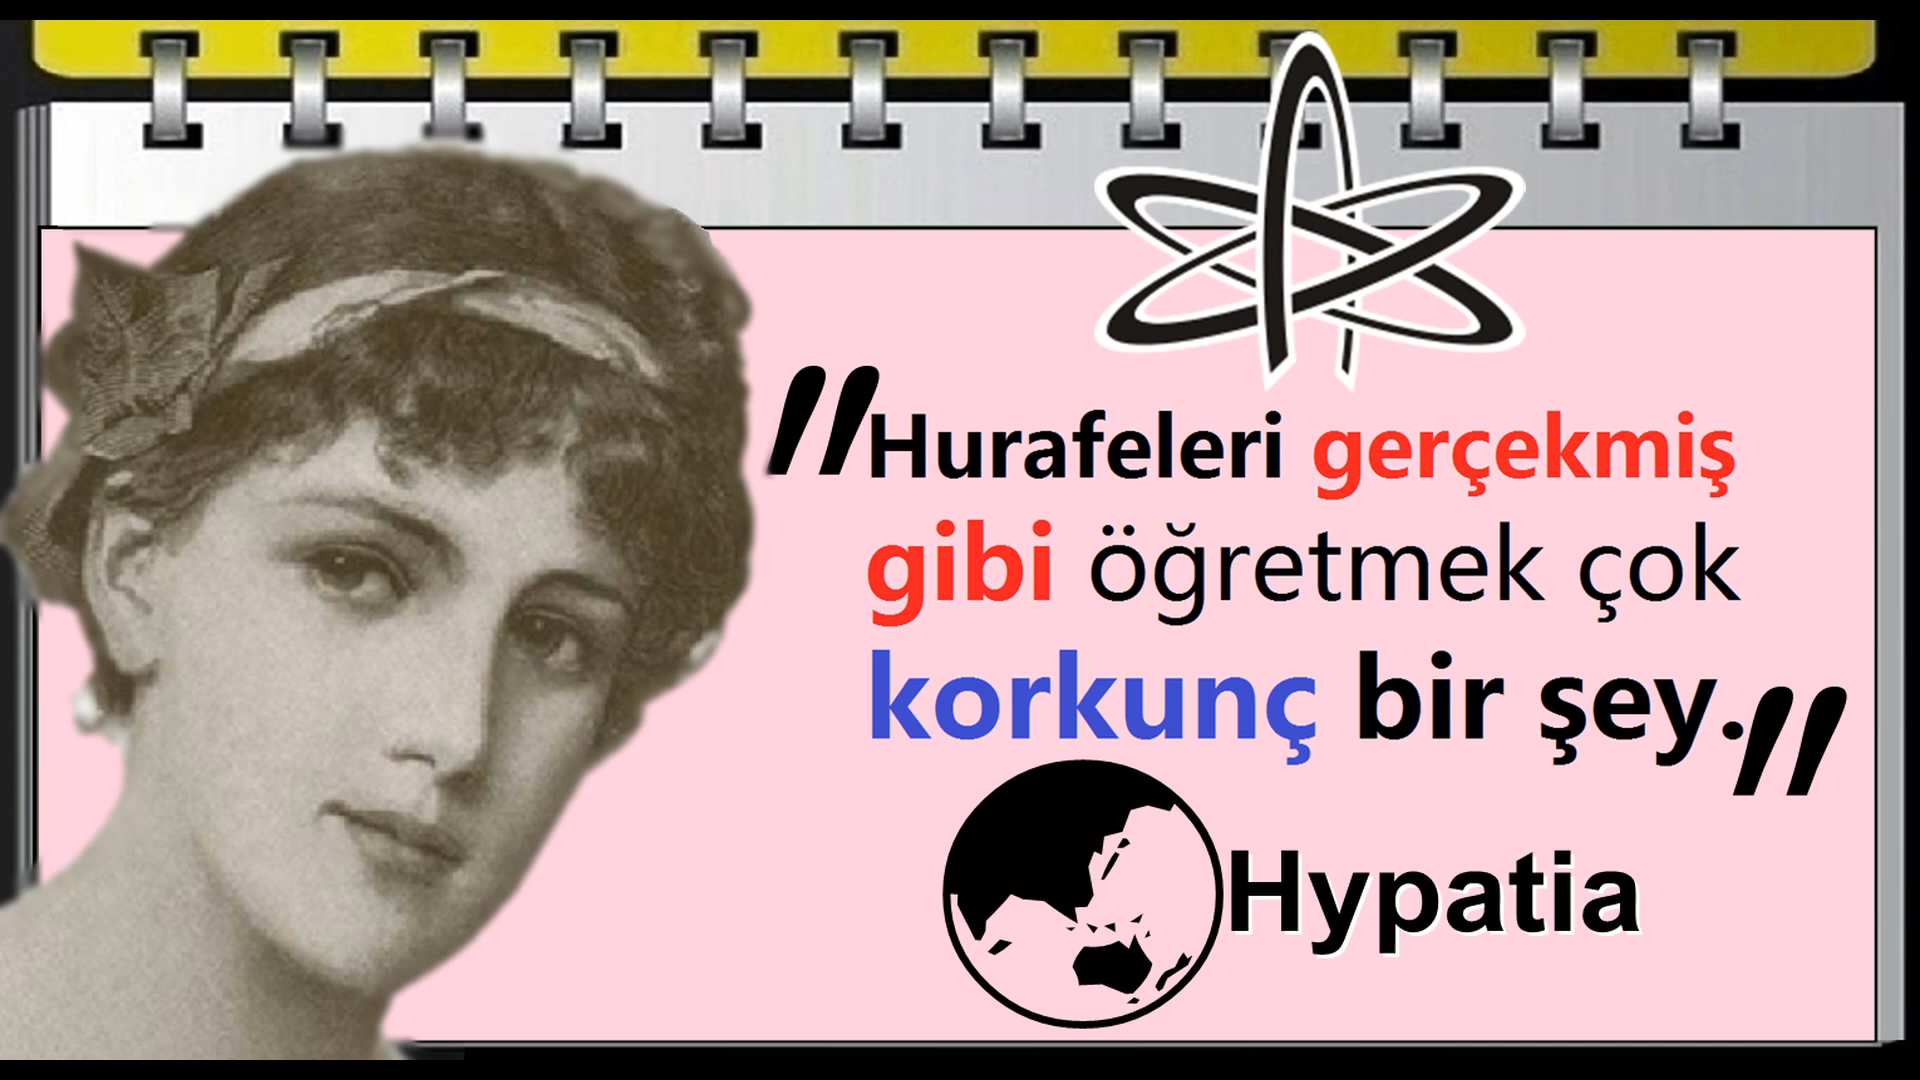 "Hurafeleri gerçekmiş
gibi öğretmek çok
korkunç bir şey."
Hypatia